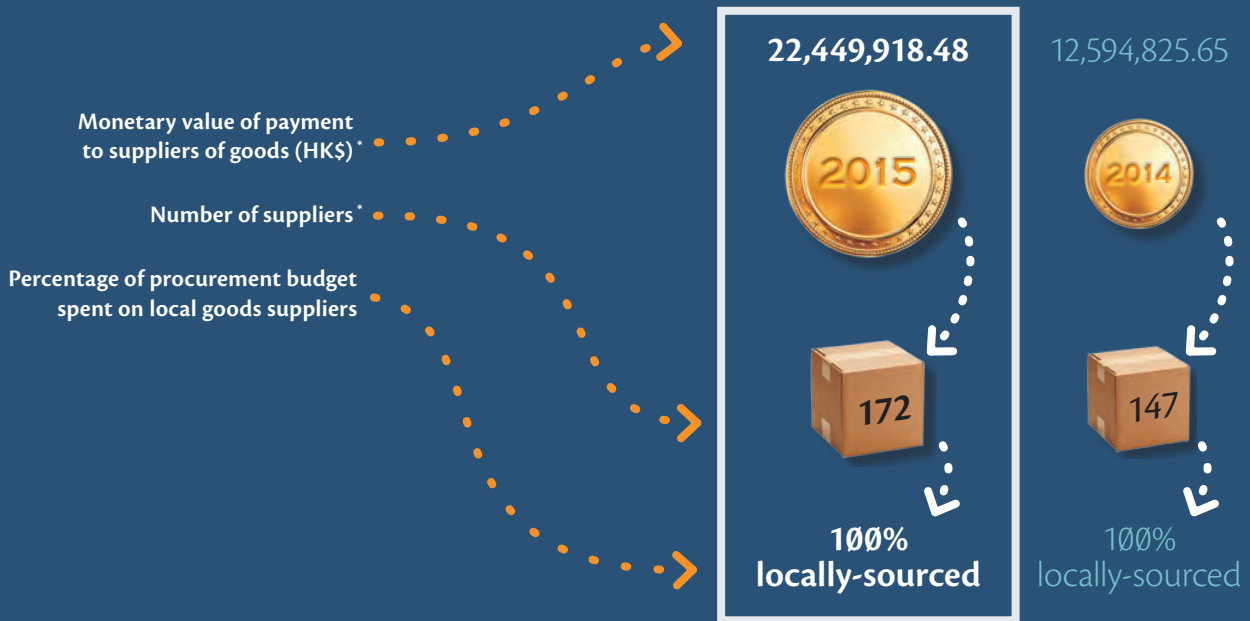 Monetary value of payment
to suppliers of goods (HK$)*
Number of suppliers*
Percentage of procurement budget
spent on local goods suppliers
22,449,918.48
2015
172
100%
locally-sourced
12,594,825.65
2014
147
100%
locally-sourced